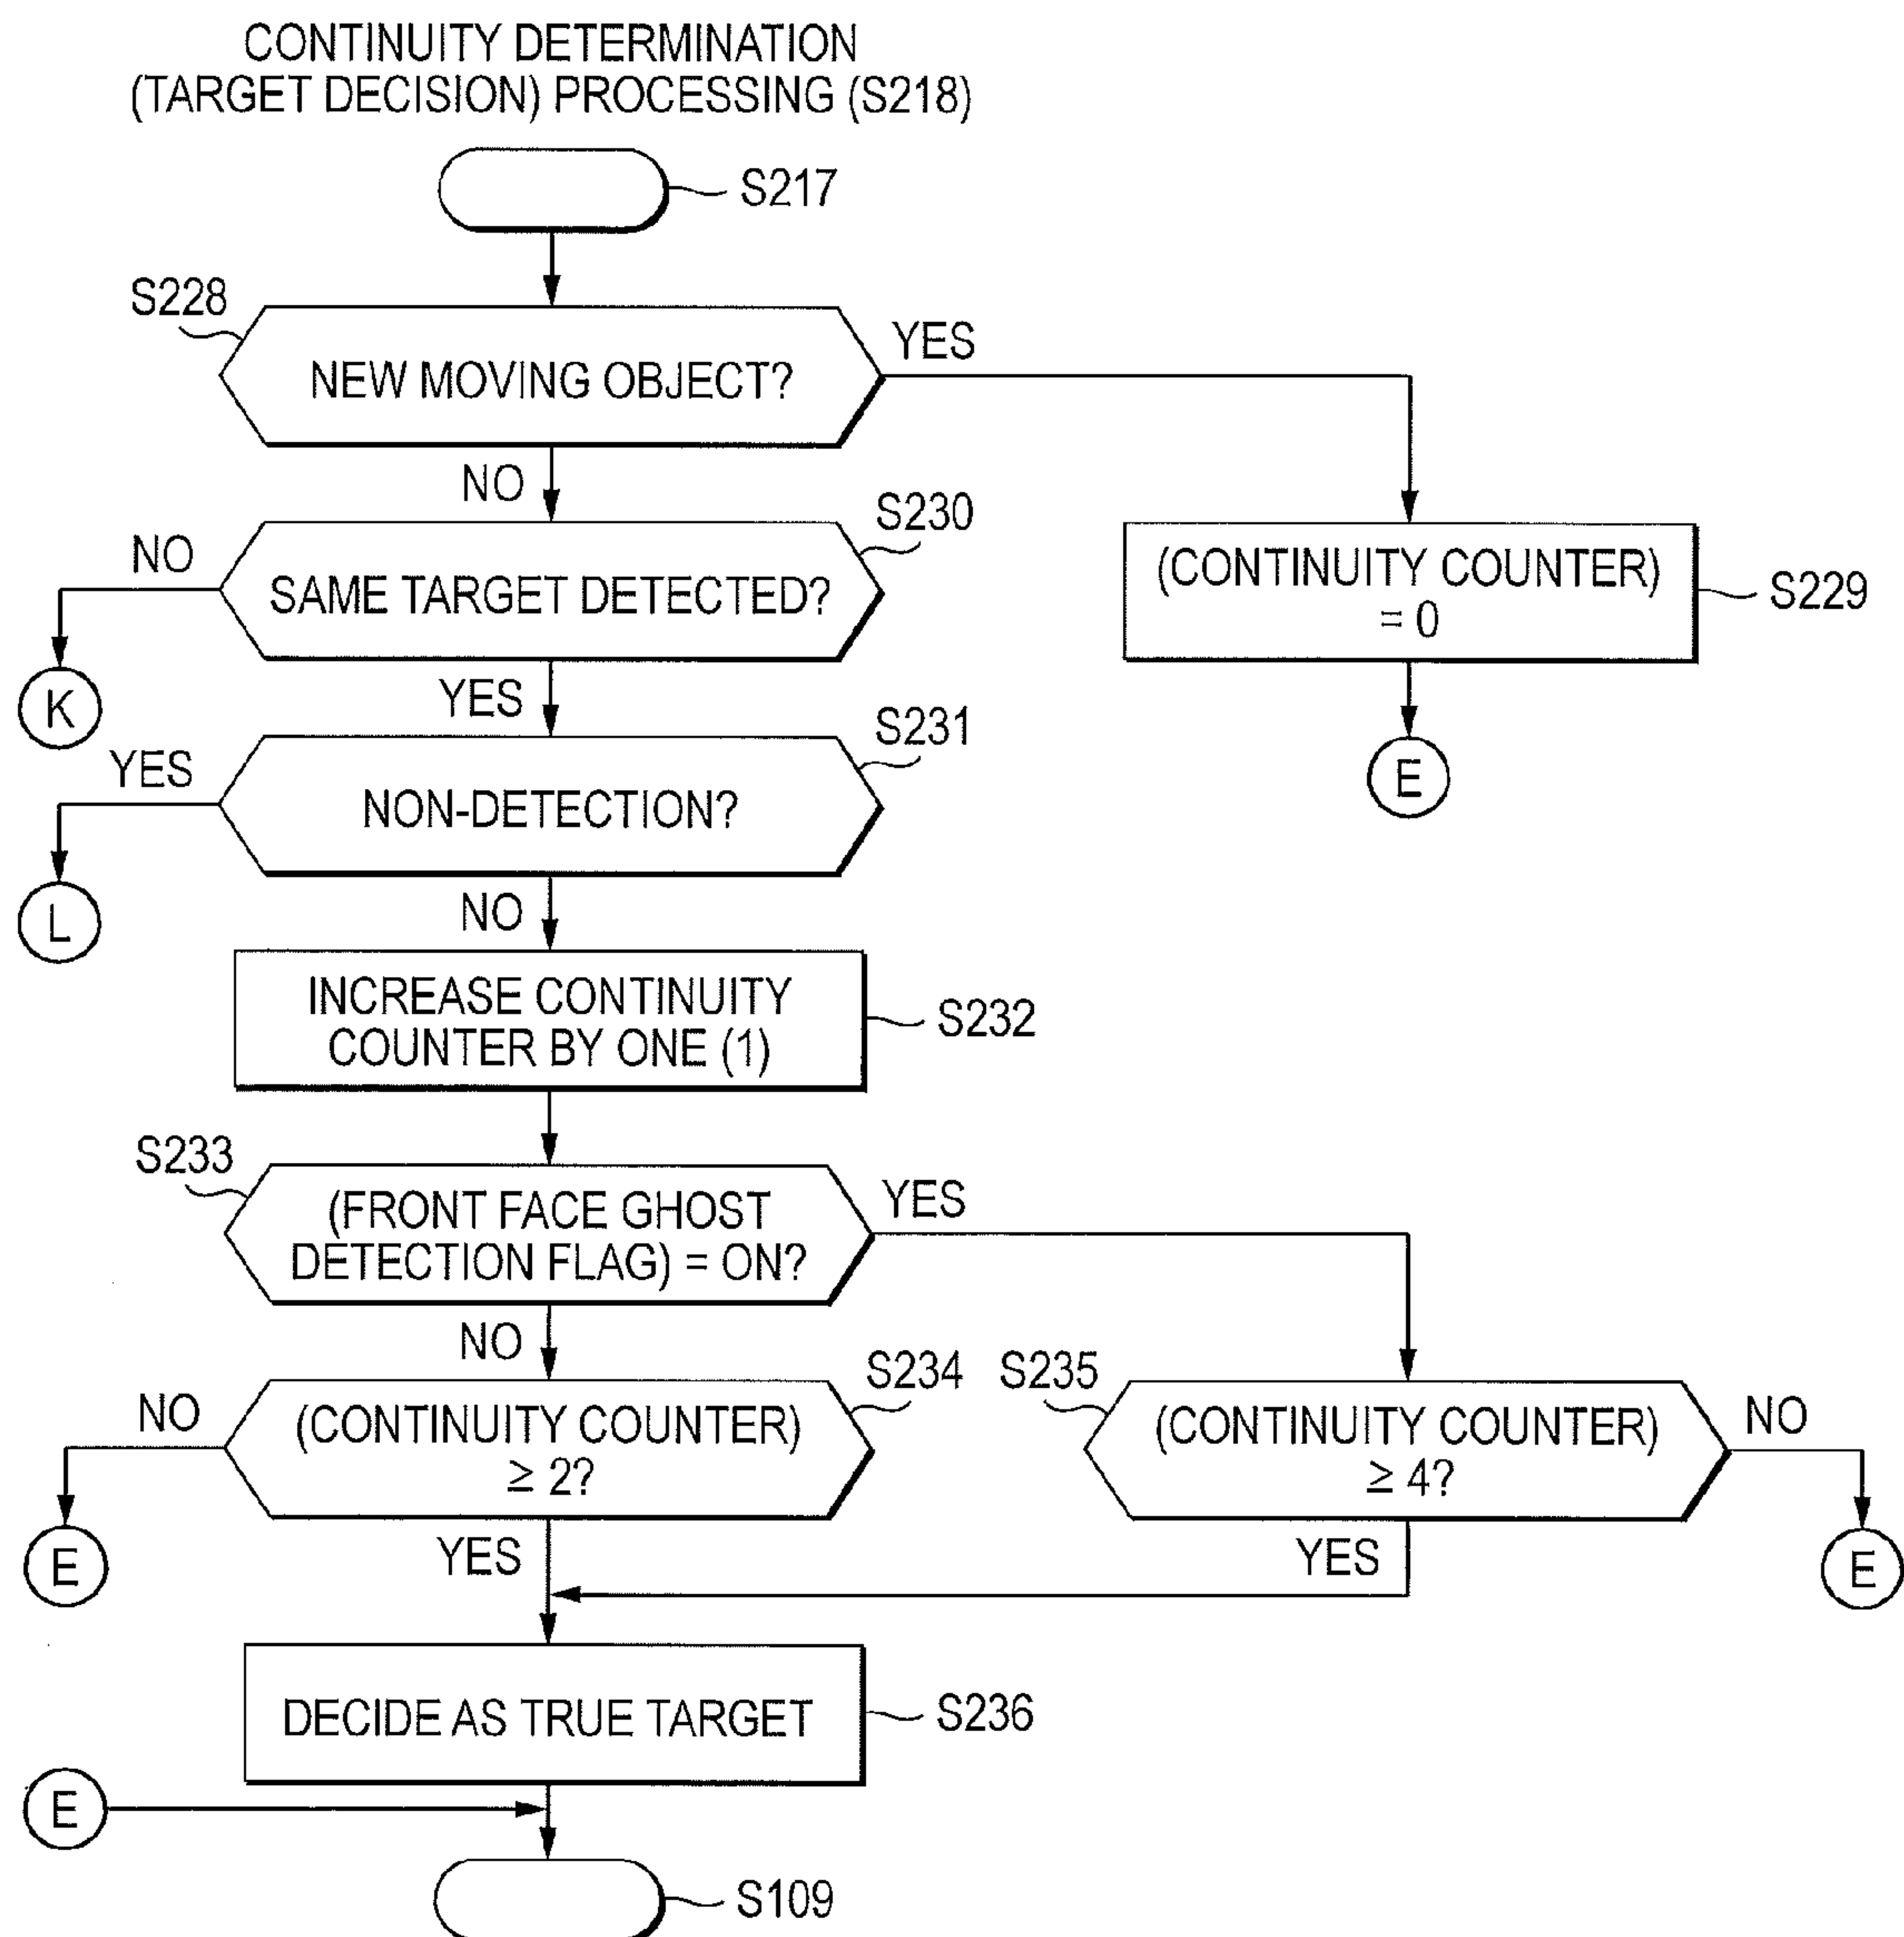 CONTINUITY DETERMINATION
(TARGET DECISION) PROCESSING (S218)
S217
S228
NEW MOVING OBJECT?
YES
NO
S230
NO
SAME TARGET DETECTED?
(CONTINUITY COUNTER)
= 0
S229
K
YES
S231
E
YES
NON-DETECTION?
L
NO
INCREASE CONTINUITY
COUNTER BY ONE (1)
S232
S233
(FRONT FACE GHOST
DETECTION FLAG) = ON?
YES
NO
S234
NO
(CONTINUITY COUNTER)
≥ 2?
S235
(CONTINUITY COUNTER)
≥ 4?
NO
E
YES
YES
E
DECIDE AS TRUE TARGET
S236
E
S109